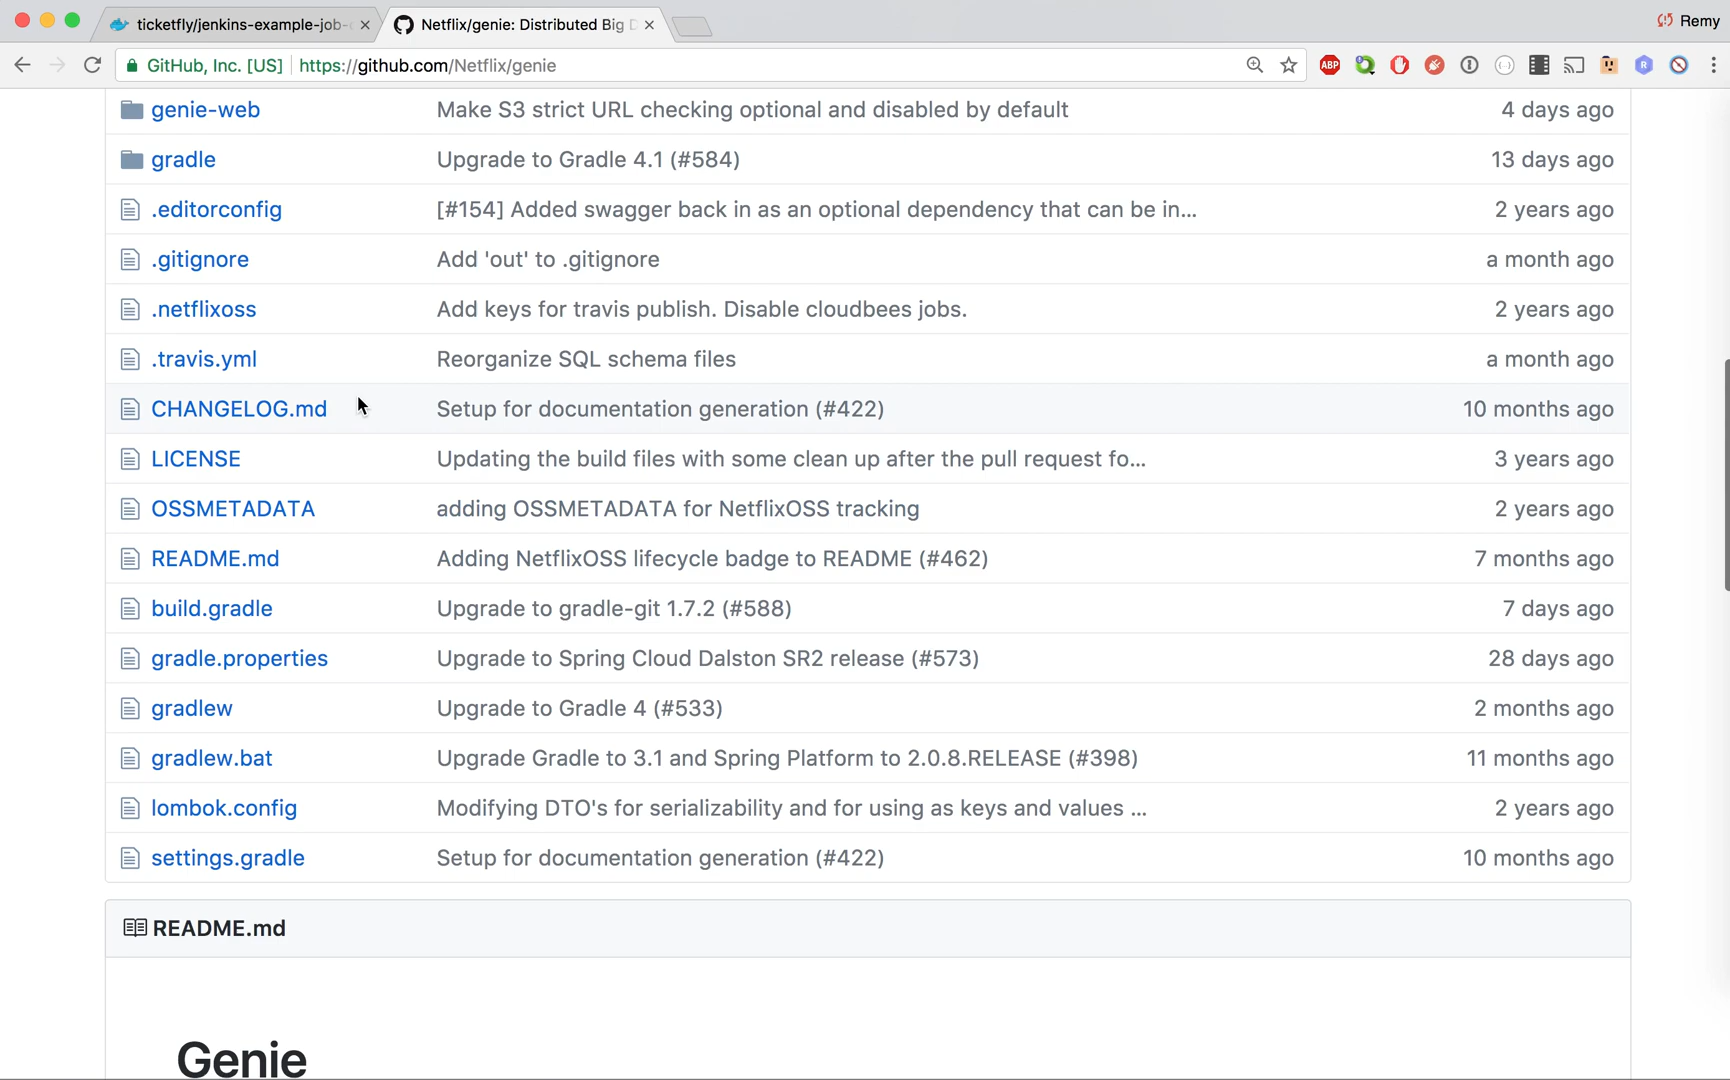 ticketfly/jenkins-example-job- Netflix/genie: Distributed Big D Remy
GitHub, Inc. [US] https://github.com/Netflix/genie ABP
genie-web Make S3 strict URL checking optional and disabled by default 4 days ago
gradle Upgrade to Gradle 4.1 (#584) 13 days ago
.editorconfig [#154] Added swagger back in as an optional dependency that can be in... 2 years ago
.gitignore Add 'out' to .gitignore a month ago
.netflixoss Add keys for travis publish. Disable cloudbees jobs. 2 years ago
.travis.yml Reorganize SQL schema files a month ago
CHANGELOG.md Setup for documentation generation (#422) 10 months ago
LICENSE Updating the build files with some clean up after the pull request fo... 3 years ago
OSSMETADATA adding OSSMETADATA for NetflixOSS tracking 2 years ago
README.md Adding NetflixOSS lifecycle badge to README (#462) 7 months ago
build.gradle Upgrade to gradle-git 1.7.2 (#588) 7 days ago
gradle.properties Upgrade to Spring Cloud Dalston SR2 release (#573) 28 days ago
gradlew Upgrade to Gradle 4 (#533) 2 months ago
gradlew.bat Upgrade Gradle to 3.1 and Spring Platform to 2.0.8.RELEASE (#398) 11 months ago
lombok.config Modifying DTO's for serializability and for using as keys and values ... 2 years ago
settings.gradle Setup for documentation generation (#422) 10 months ago
README.md
Genie